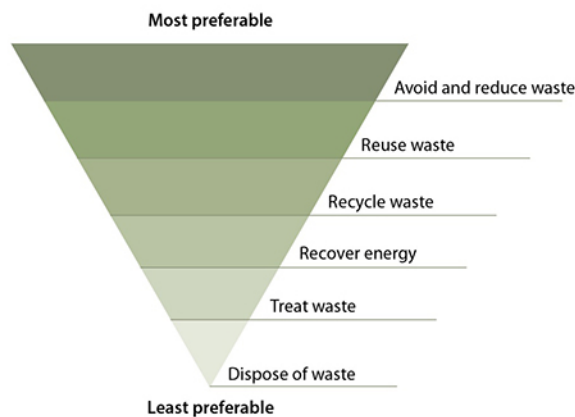 Most preferable
Avoid and reduce waste
Reuse waste
Recycle waste
Recover energy
Treat waste
Dispose of waste
Least preferable